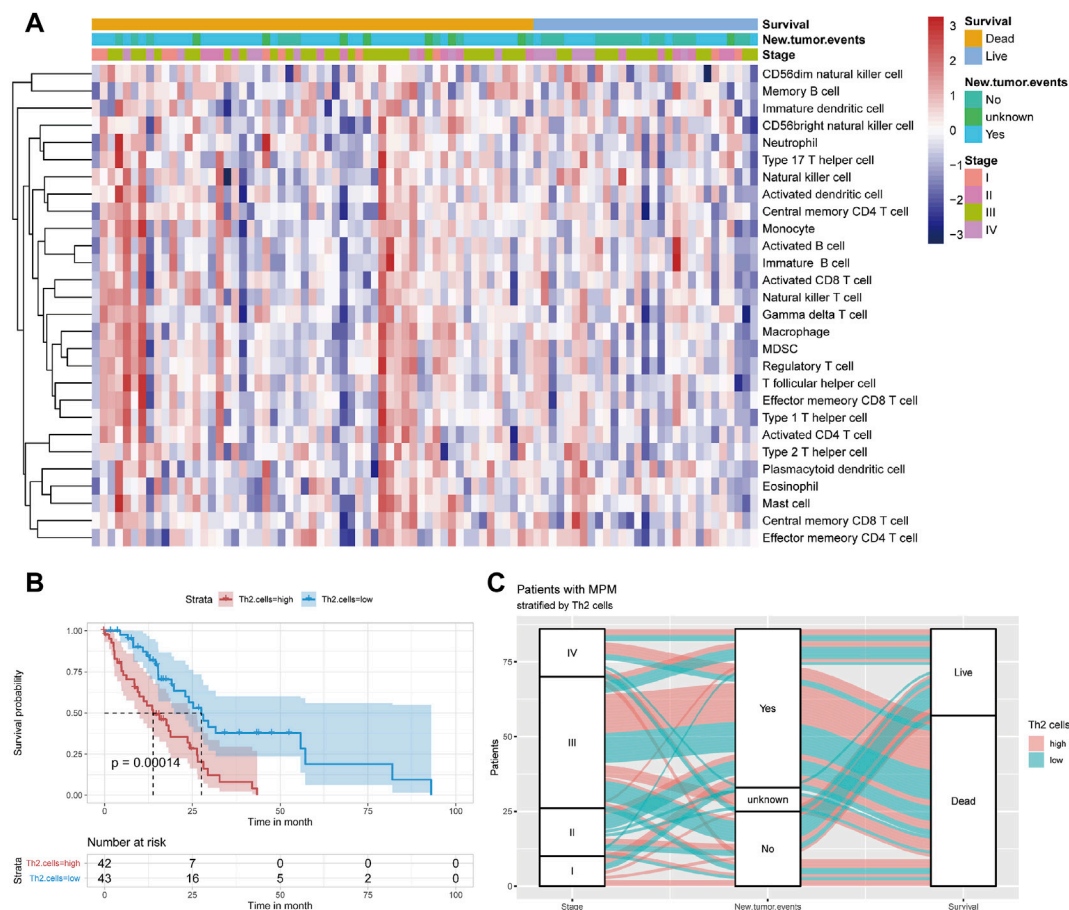 A
Survival
New.tumor.events
Stage
CD56dim natural killer cell
Memory B cell
Immature dendritic cell
CD56bright natural killer cell
Neutrophil
Type 17 T helper cell
Natural killer cell
Activated dendritic cell
Central memory CD4 T cell
Monocyte
Activated B cell
Immature  B cell
Activated CD8 T cell
Natural killer T cell
Gamma delta T cell
Macrophage
MDSC
Regulatory T cell
T follicular helper cell
Effector memeory CD8 T cell
Type 1 T helper cell
Activated CD4 T cell
Type 2 T helper cell
Plasmacytoid dendritic cell
Eosinophil
Mast cell
Central memory CD8 T cell
Effector memeory CD4 T cell
3
2
1
0
−1
−2
−3
Survival
Dead
Live
New.tumor.events
No
unknown
Yes
Stage
I
II
III
IV
B
Strata Th2.cells=high Th2.cells=low
Survival probability
1.00
0.75
0.50
0.25
0.00
p = 0.00014
0 25 50 75 100
Time in month
Number at risk
Strata
Th2.cells=high 42 7 0 0 0
Th2.cells=low 43 16 5 2 0
0 25 50 75 100
Time in month
C
Patients with MPM
stratified by Th2 cells
Patients
75
50
25
0
IV
III
II
I
Yes
unknown
No
Live
Dead
Stage New.tumor.events Survival
Th2 cells
high
low